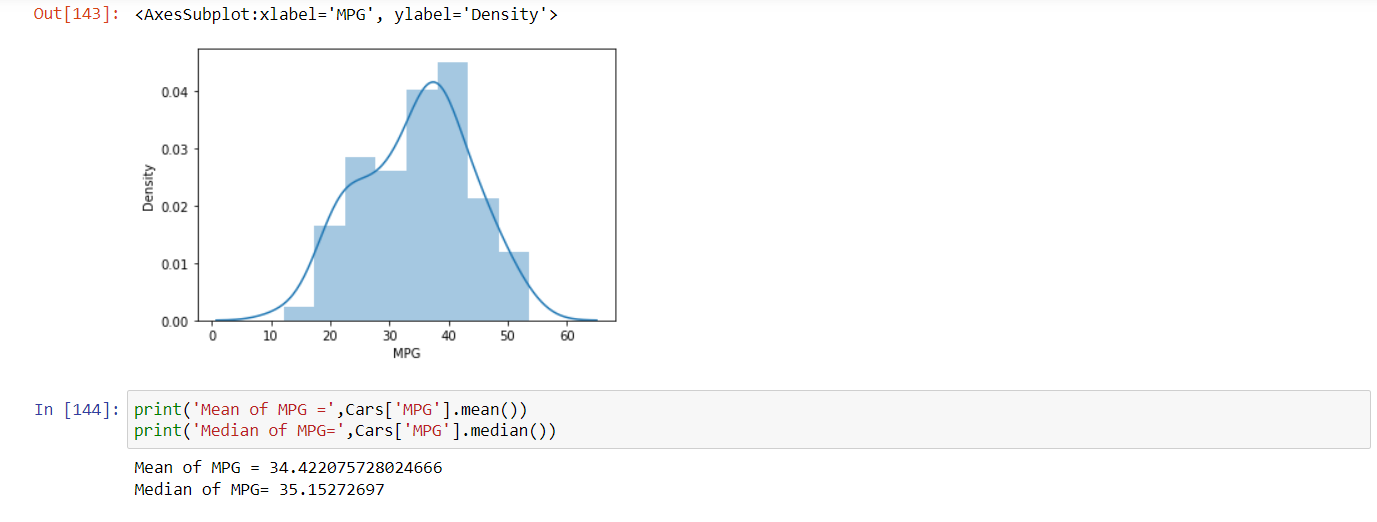 Out[143]: <AxesSubplot:xlabel='MPG', ylabel='Density'>
0.04
0.03
0.02
0.01
0.00
Density
0 10 20 30 40 50 60
MPG
In [144]: print('Mean of MPG =',Cars['MPG'].mean())
print('Median of MPG=',Cars['MPG'].median())
Mean of MPG = 34.422075728024666
Median of MPG= 35.15272697